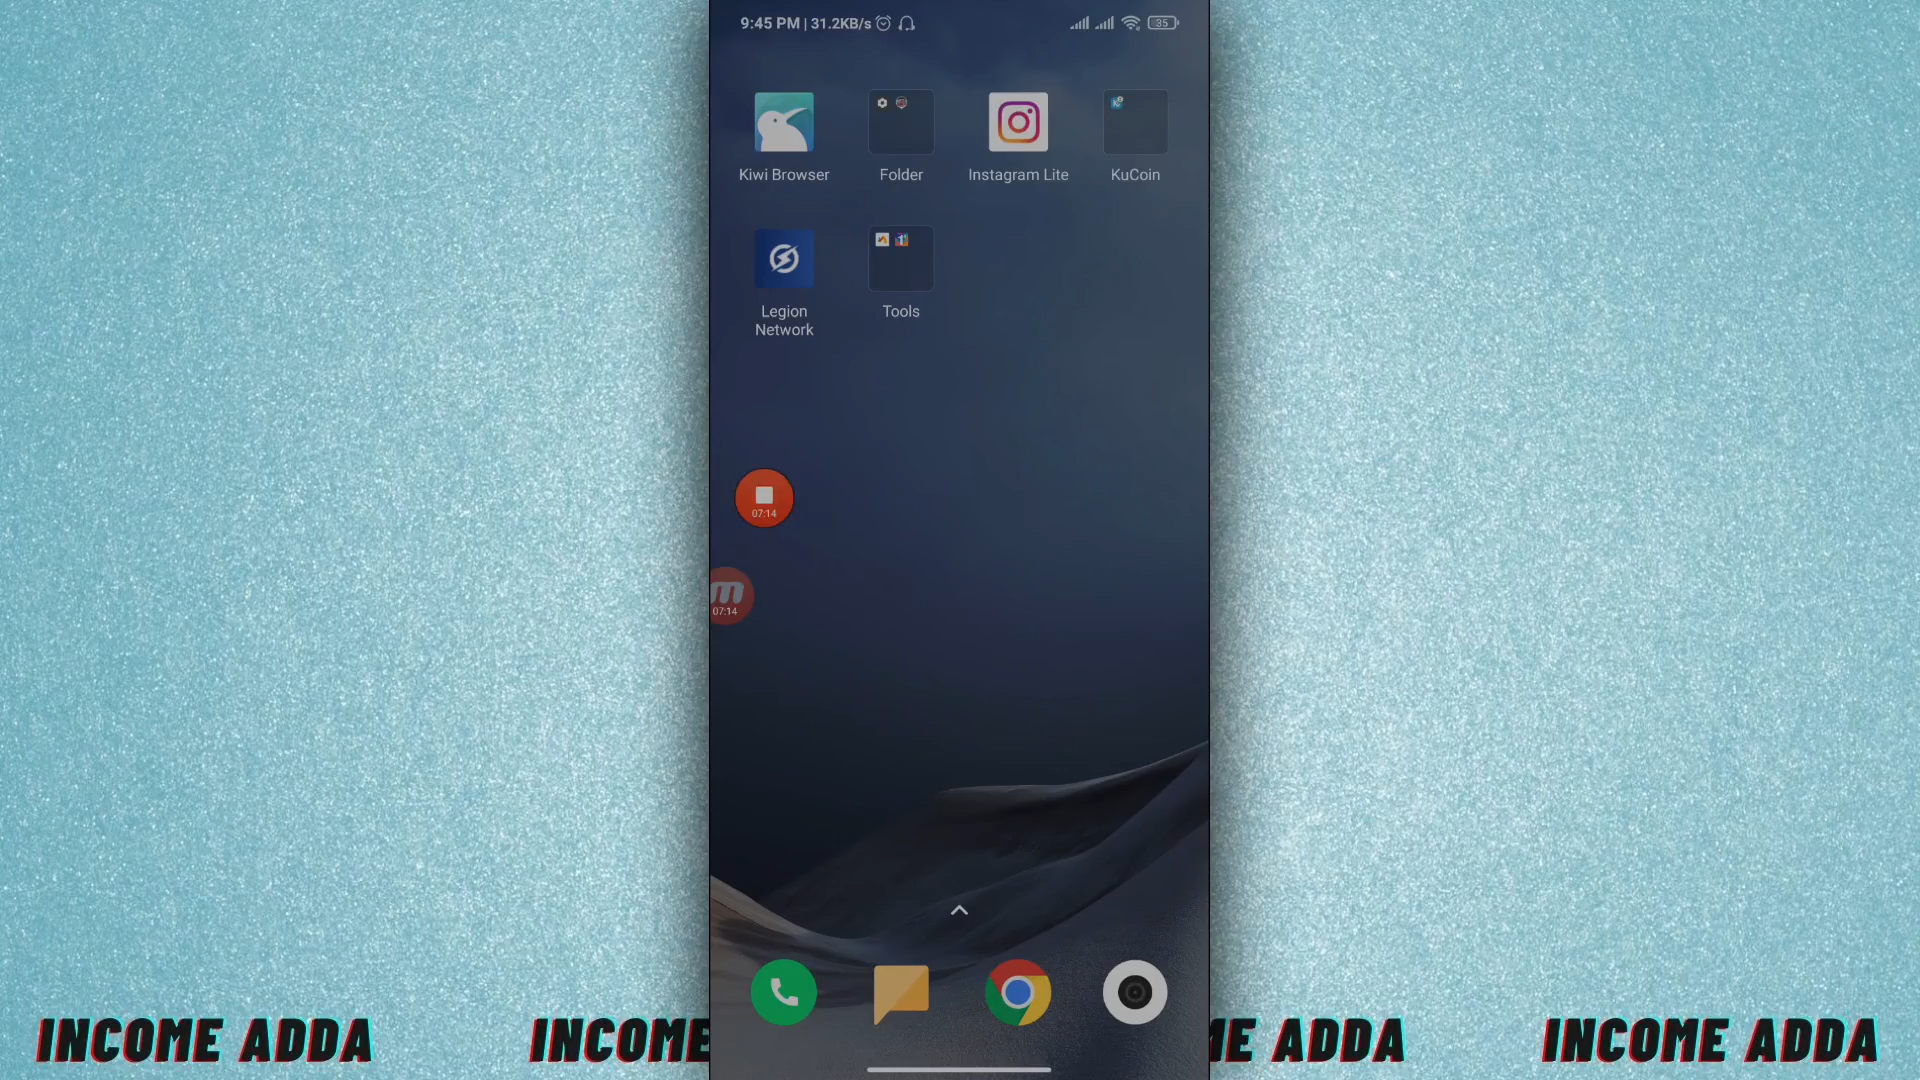 9:45 PM | 31.2KB/s
35
Kiwi Browser
Folder
Instagram Lite
KuCoin
Legion
Network
Tools
07:14
m
07:14
INCOME ADDA
INCOME
ME ADDA
INCOME ADDA